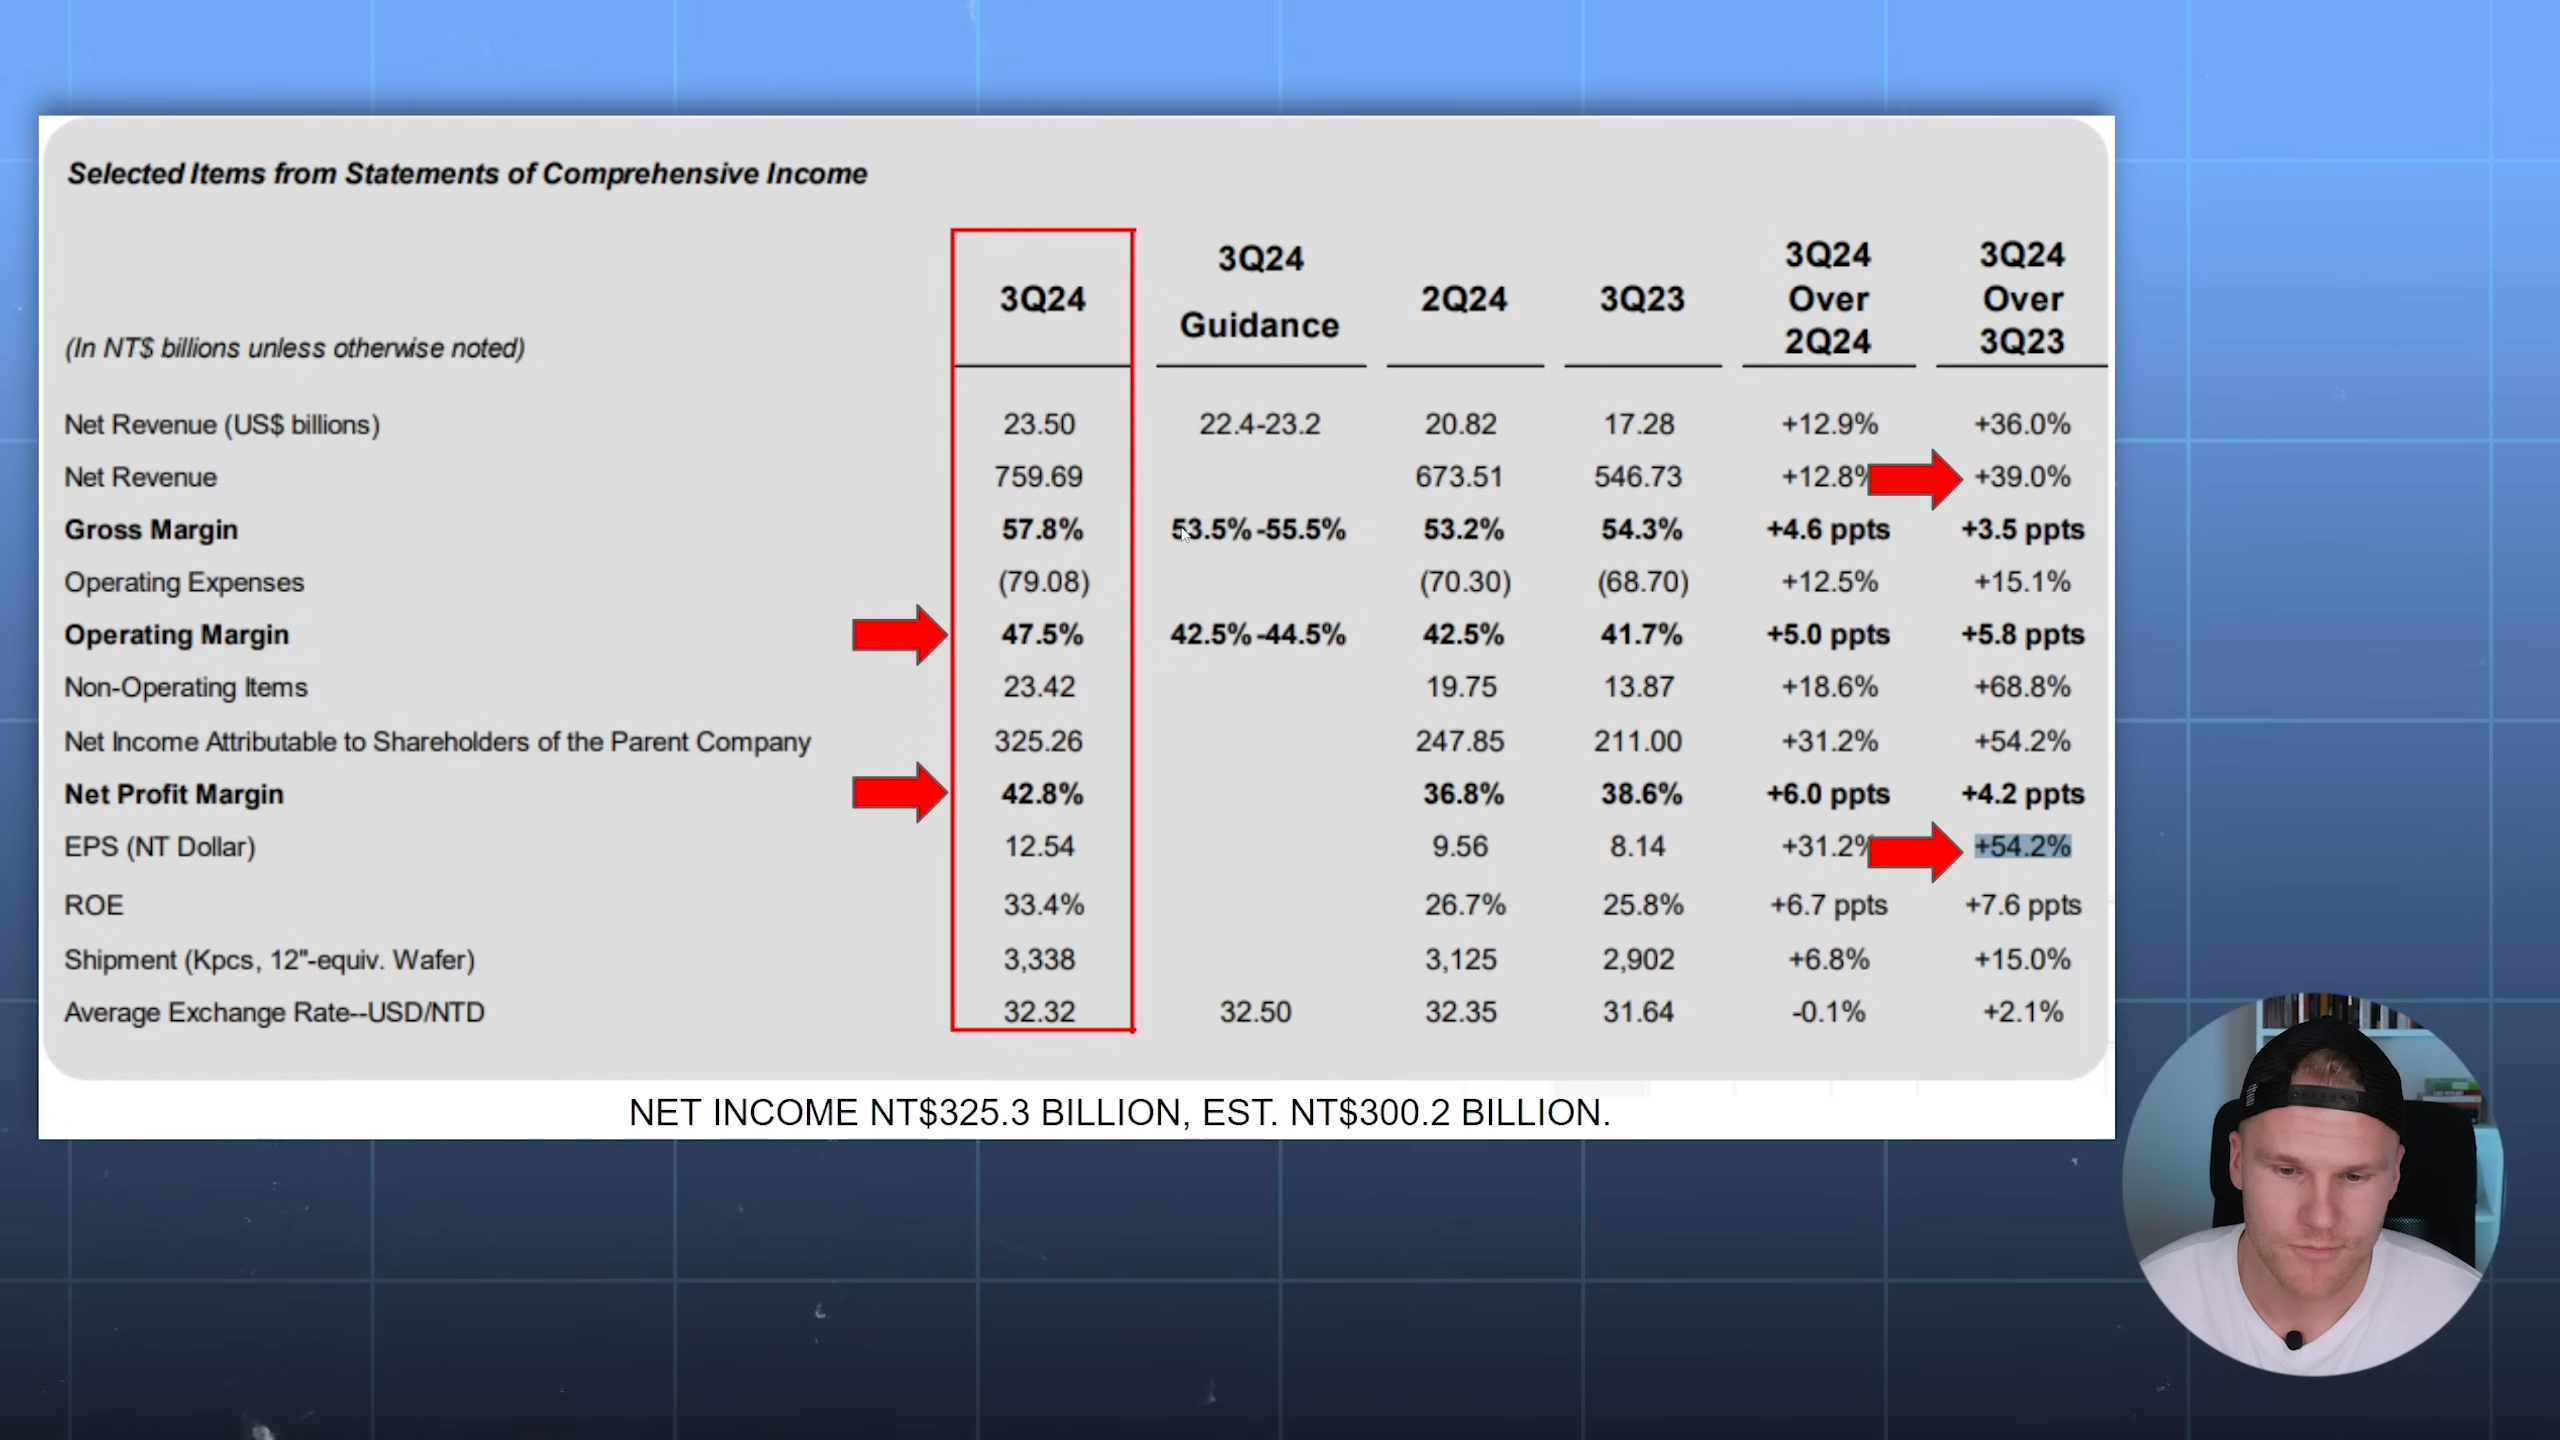 Selected Items from Statements of Comprehensive Income
(In NT$ billions unless otherwise noted) 3Q24 3Q24 Guidance 2Q24 3Q23 3Q24 Over 2Q24 3Q24 Over 3Q23
Net Revenue (US$ billions) 23.50 22.4-23.2 20.82 17.28 +12.9% +36.0%
Net Revenue 759.69 673.51 546.73 +12.8% +39.0%
Gross Margin 57.8% 53.5%-55.5% 53.2% 54.3% +4.6 ppts +3.5 ppts
Operating Expenses (79.08) (70.30) (68.70) +12.5% +15.1%
Operating Margin 47.5% 42.5%-44.5% 42.5% 41.7% +5.0 ppts +5.8 ppts
Non-Operating Items 23.42 19.75 13.87 +18.6% +68.8%
Net Income Attributable to Shareholders of the Parent Company 325.26 247.85 211.00 +31.2% +54.2%
Net Profit Margin 42.8% 36.8% 38.6% +6.0 ppts +4.2 ppts
EPS (NT Dollar) 12.54 9.56 8.14 +31.2% +54.2%
ROE 33.4% 26.7% 25.8% +6.7 ppts +7.6 ppts
Shipment (Kpcs, 12"-equiv. Wafer) 3,338 3,125 2,902 +6.8% +15.0%
Average Exchange Rate--USD/NTD 32.32 32.50 32.35 31.64 -0.1% +2.1%
NET INCOME NT$325.3 BILLION, EST. NT$300.2 BILLION.